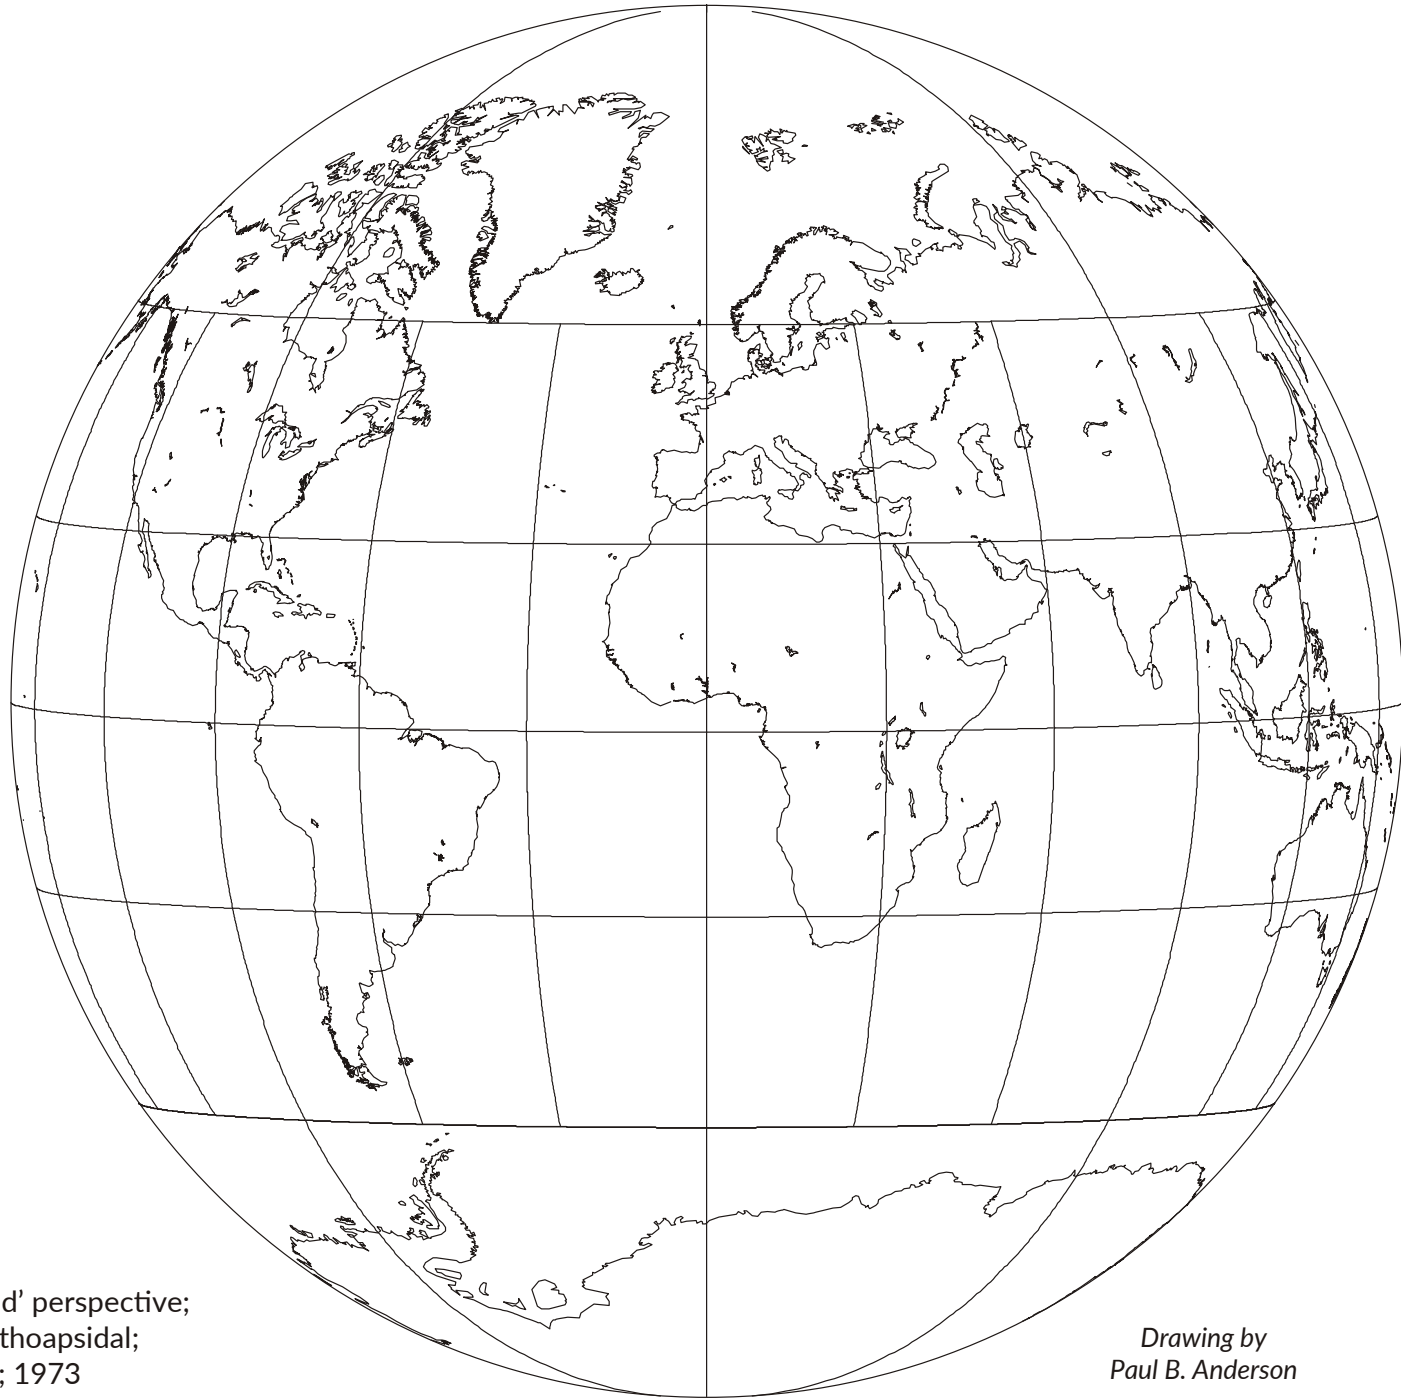 d’ perspective;
thoapsidal;
; 1973
Drawing by
Paul B. Anderson